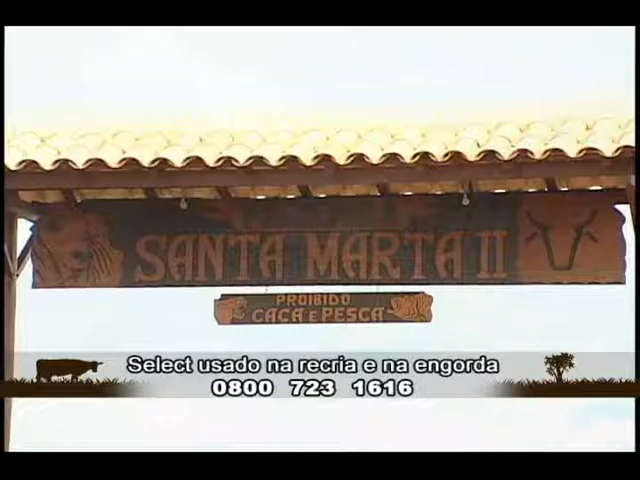 SANTA MARTA II
PROIBIDO
CAÇA E PESCA
Select usado na recria e na engorda
0800 723 1616